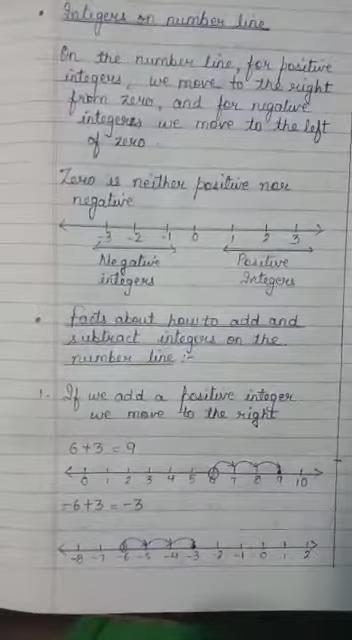 • Integers on number line
On the number line, for positive
integers, we move to the right
from zero, and for negative
integers we move to the left
of zero.
Zero is neither positive nor
negative
-3 -2 -1 0 1 2 3
Negative Positive
integers Integers
• Facts about how to add and
subtract integers on the
number line :-
1. If we add a positive integer
we move to the right
6+3 = 9
0 1 2 3 4 5 6 7 8 9 10
-6+3 = -3
-8 -7 -6 -5 -4 -3 -2 -1 0 1 2